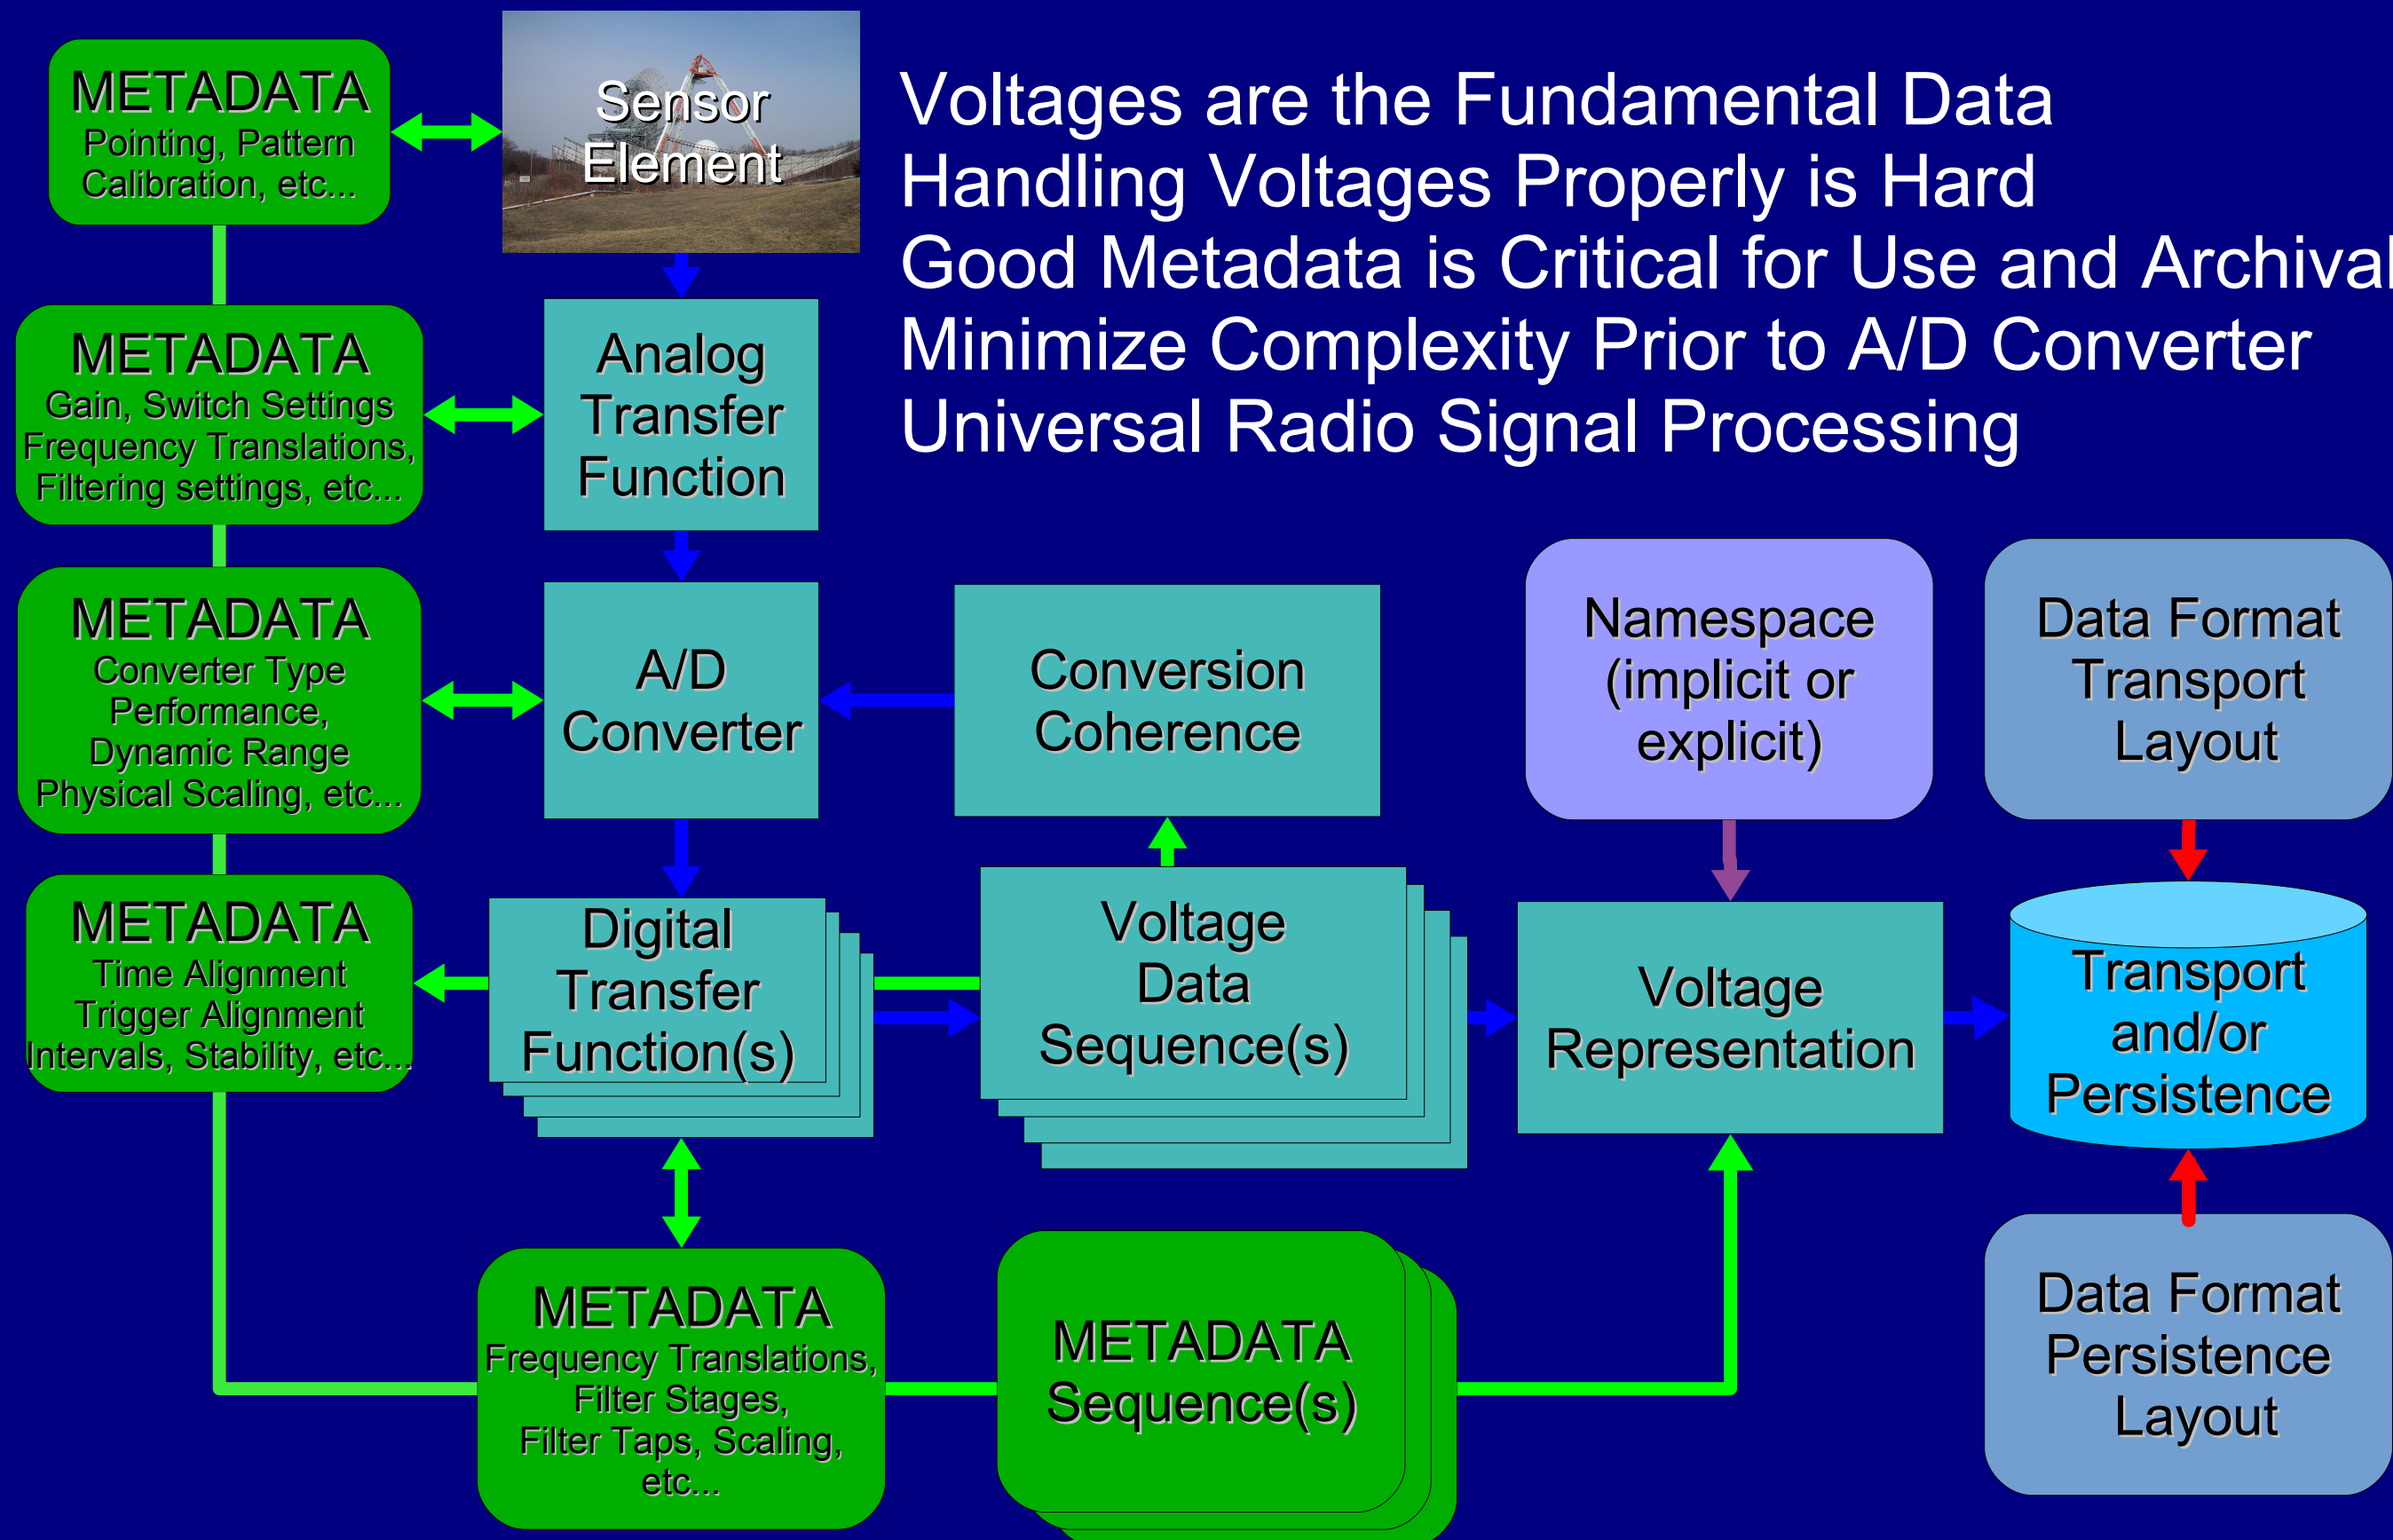 METADATA
Pointing, Pattern
Calibration, etc...
Sensor
Element
Voltages are the Fundamental Data
Handling Voltages Properly is Hard
Good Metadata is Critical for Use and Archival
Minimize Complexity Prior to A/D Converter
Universal Radio Signal Processing
METADATA
Gain, Switch Settings
Frequency Translations,
Filtering settings, etc...
Analog
Transfer
Function
METADATA
Converter Type
Performance,
Dynamic Range
Physical Scaling, etc...
A/D
Converter
Conversion
Coherence
Namespace
(implicit or
explicit)
Data Format
Transport
Layout
METADATA
Time Alignment
Trigger Alignment
Intervals, Stability, etc...
Digital
Transfer
Function(s)
Voltage
Data
Sequence(s)
Voltage
Representation
Transport
and/or
Persistence
METADATA
Frequency Translations,
Filter Stages,
Filter Taps, Scaling,
etc...
METADATA
Sequence(s)
Data Format
Persistence
Layout